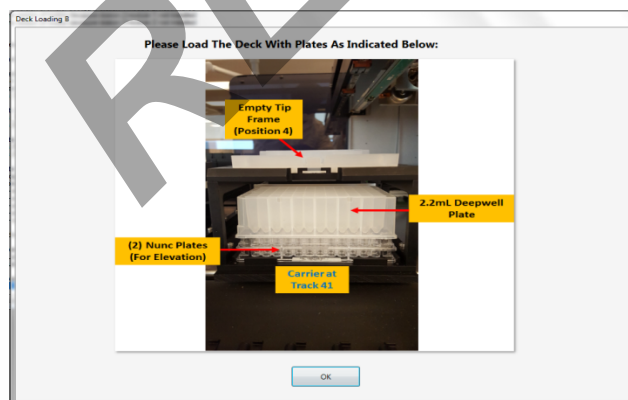 Deck Loading B
Please Load The Deck With Plates As Indicated Below:
Empty Tip
Frame
(Position 4)
2.2mL Deepwell
Plate
(2) Nunc Plates
(For Elevation)
Carrier at
Track 41
OK